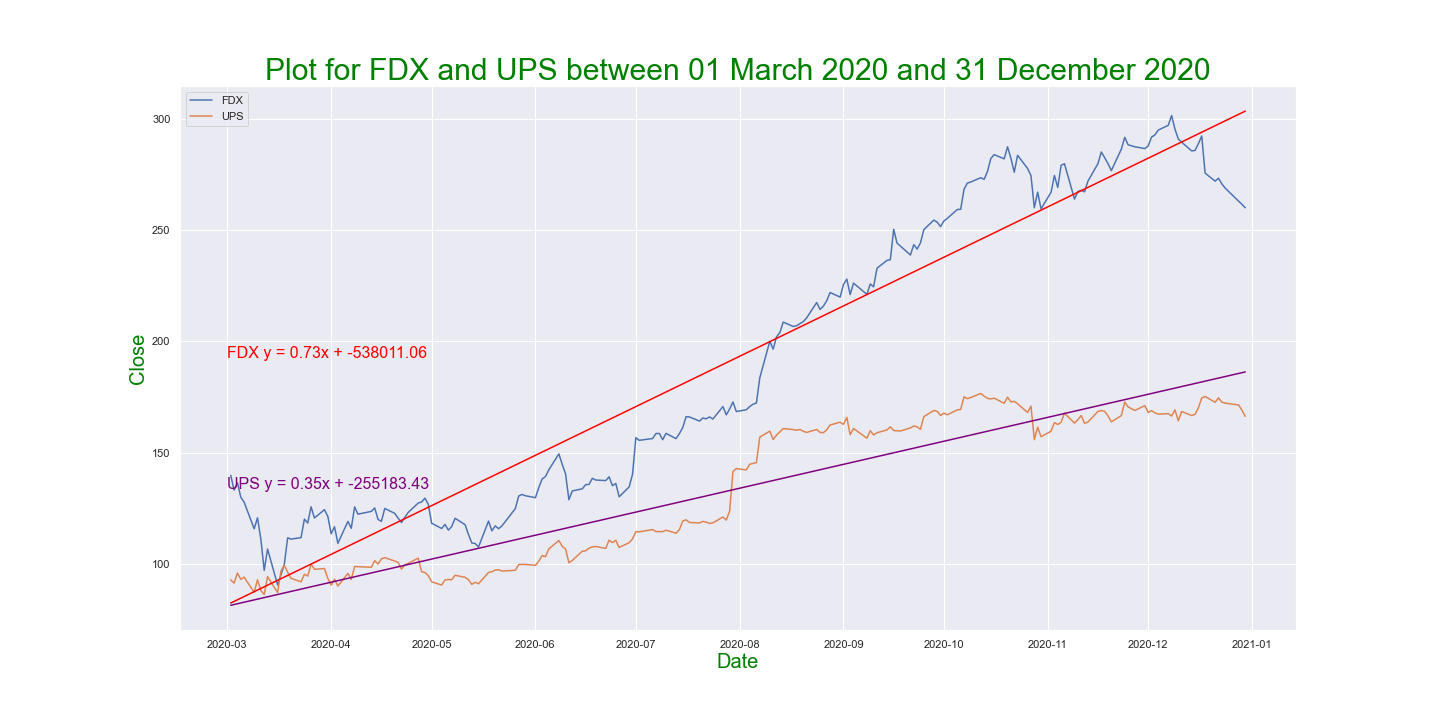 Plot for FDX and UPS between 01 March 2020 and 31 December 2020
FDX
UPS
300
250
200
150
100
Close
FDX y = 0.73x + -538011.06
UPS y = 0.35x + -255183.43
2020-03 2020-04 2020-05 2020-06 2020-07 2020-08 2020-09 2020-10 2020-11 2020-12 2021-01
Date